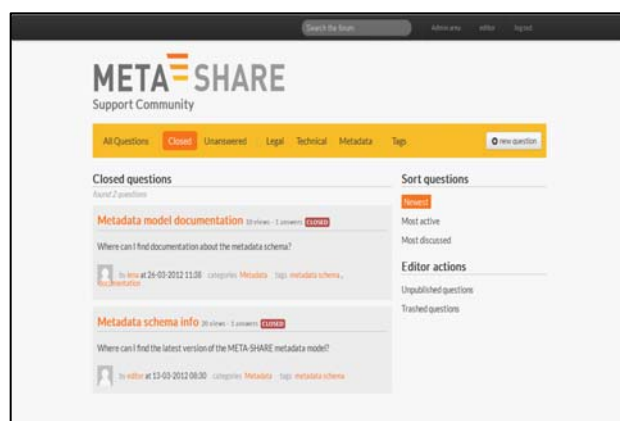 Search the forum
Admin area editor log out
META SHARE
Support Community
All Questions Closed Unanswered Legal Technical Metadata Tags new question
Closed questions
found 2 questions
Metadata model documentation 10 views - 1 answers CLOSED
Where can I find documentation about the metadata schema?
by lena at 26-03-2012 11:38 categories Metadata tags metadata schema,
documentation
Metadata schema info 20 views - 1 answers CLOSED
Where can I find the latest version of the META-SHARE metadata model?
by editor at 13-03-2012 08:30 categories Metadata tags metadata schema
Sort questions
Newest
Most active
Most discussed
Editor actions
Unpublished questions
Trashed questions